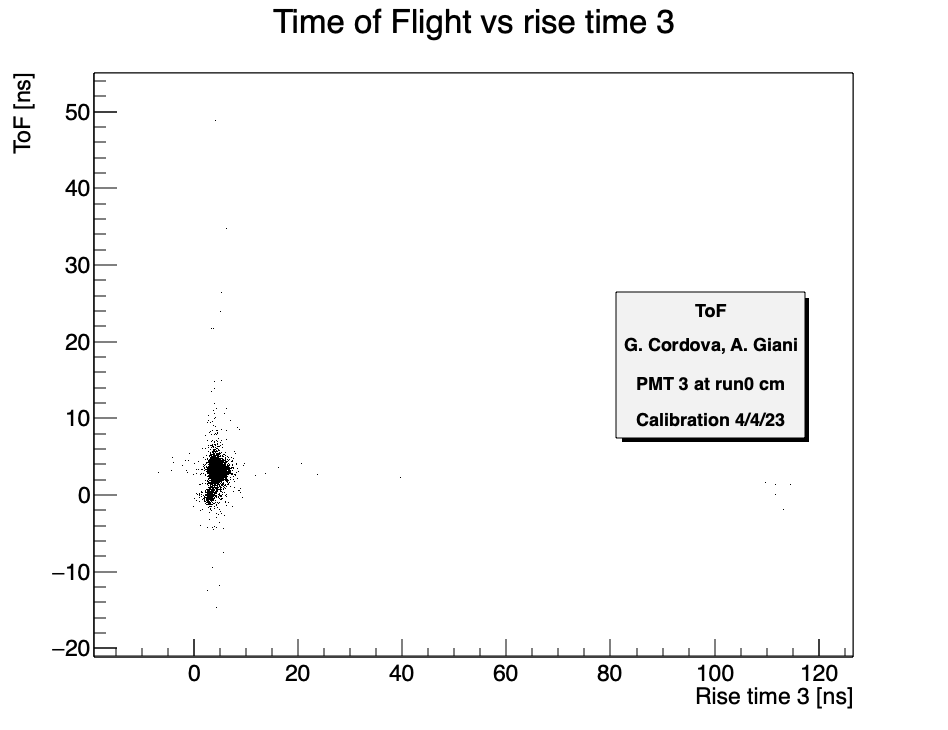 Time of Flight vs rise time 3
ToF [ns]
50
40
30
20
10
0
−10
−20
ToF
G. Cordova, A. Giani
PMT 3 at run0 cm
Calibration 4/4/23
0 20 40 60 80 100 120
Rise time 3 [ns]